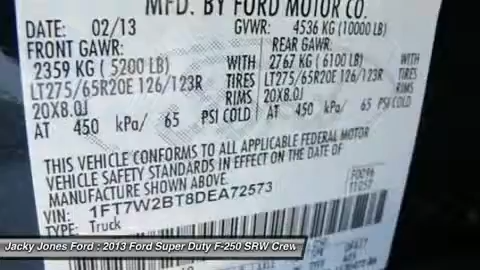 MFD. BY FORD MOTOR CO.
DATE: 02/13 GVWR: 4536 KG (10000 LB)
FRONT GAWR: REAR GAWR:
2359 KG ( 5200 LB) WITH 2767 KG ( 6100 LB) WITH
LT275/65R20E 126/123R TIRES LT275/65R20E 126/123R TIRES
20X8.0J RIMS 20X8.0J RIMS
AT 450 kPa/ 65 PSI COLD AT 450 kPa/ 65 PSI COLD
THIS VEHICLE CONFORMS TO ALL APPLICABLE FEDERAL MOTOR
VEHICLE SAFETY STANDARDS IN EFFECT ON THE DATE OF
MANUFACTURE SHOWN ABOVE.
F0096
VIN: 1FT7W2BT8DEA72573
TYPE: Truck
Jacky Jones Ford : 2013 Ford Super Duty F-250 SRW Crew